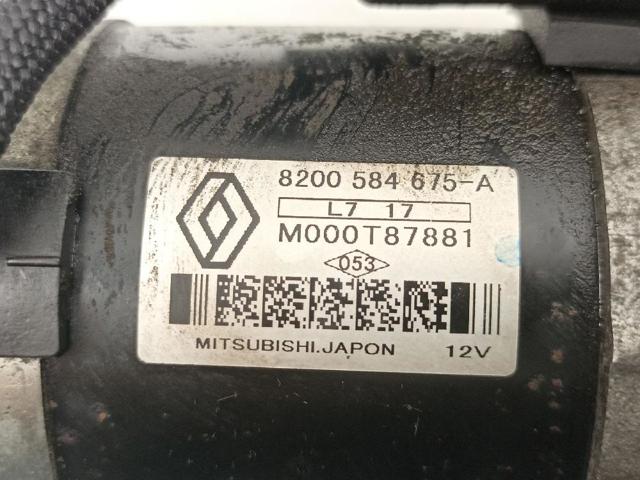 8200 584 675-A
L7 17
M000T87881
053
MITSUBISHI.JAPON 12V